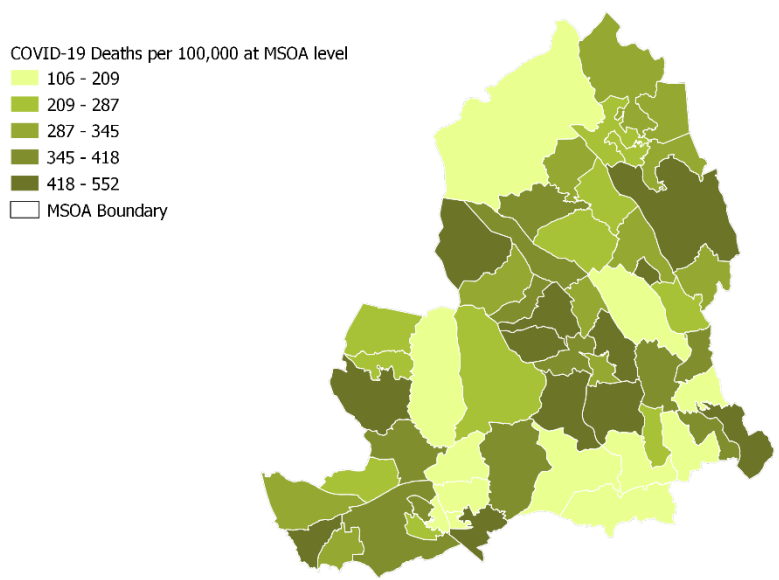 COVID-19 Deaths per 100,000 at MSOA level
106 - 209
209 - 287
287 - 345
345 - 418
418 - 552
MSOA Boundary